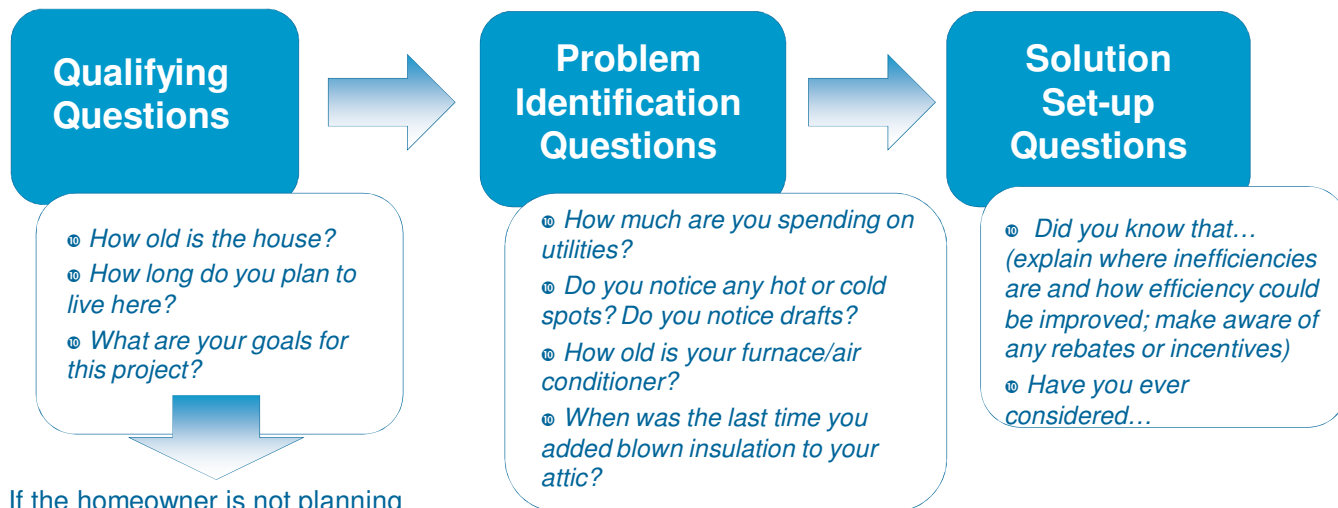 Qualifying
Questions
❿ How old is the house?
❿ How long do you plan to
live here?
❿ What are your goals for
this project?
If the homeowner is not planning
Problem
Identification
Questions
❿ How much are you spending on
utilities?
❿ Do you notice any hot or cold
spots? Do you notice drafts?
❿ How old is your furnace/air
conditioner?
❿ When was the last time you
added blown insulation to your
attic?
Solution
Set-up
Questions
❿ Did you know that…
(explain where inefficiencies
are and how efficiency could
be improved; make aware of
any rebates or incentives)
❿ Have you ever
considered…